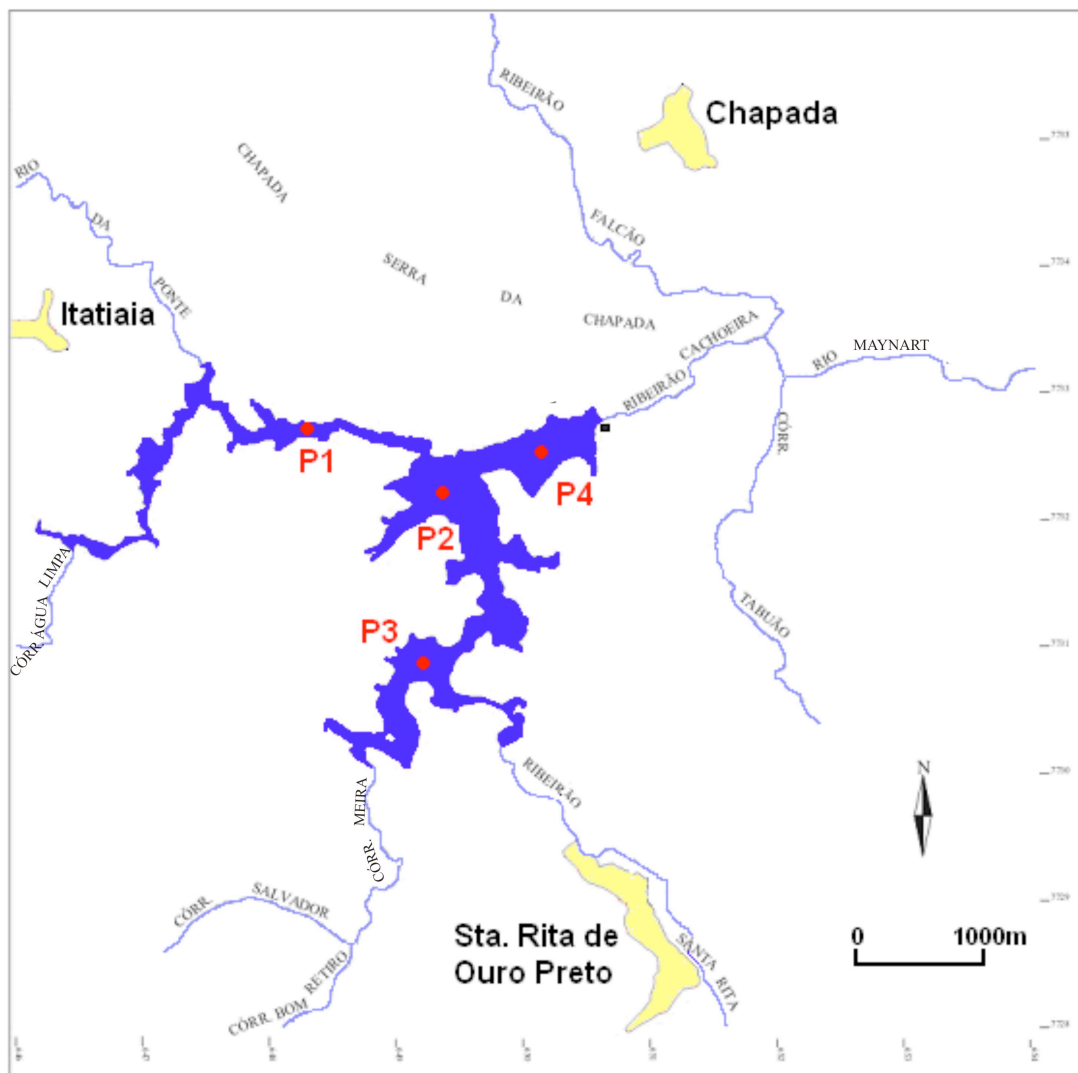 RIBEIRÃO
FALCÃO
Chapada
CHAPADA
SERRA
DA
CHAPADA
RIO
DA
PONTE
Itatiaia
RIBEIRÃO
CACHOEIRA
RIO
MAYNART
CÓRR.
TABUÃO
P1
P2
P3
P4
CÓRR ÁGUA LIMPA
CÓRR. MEIRA
RIBEIRÃO
SANTA RITA
CÓRR.
SALVADOR
CÓRR. BOM
RETIRO
Sta. Rita de
Ouro Preto
N
0
1000m